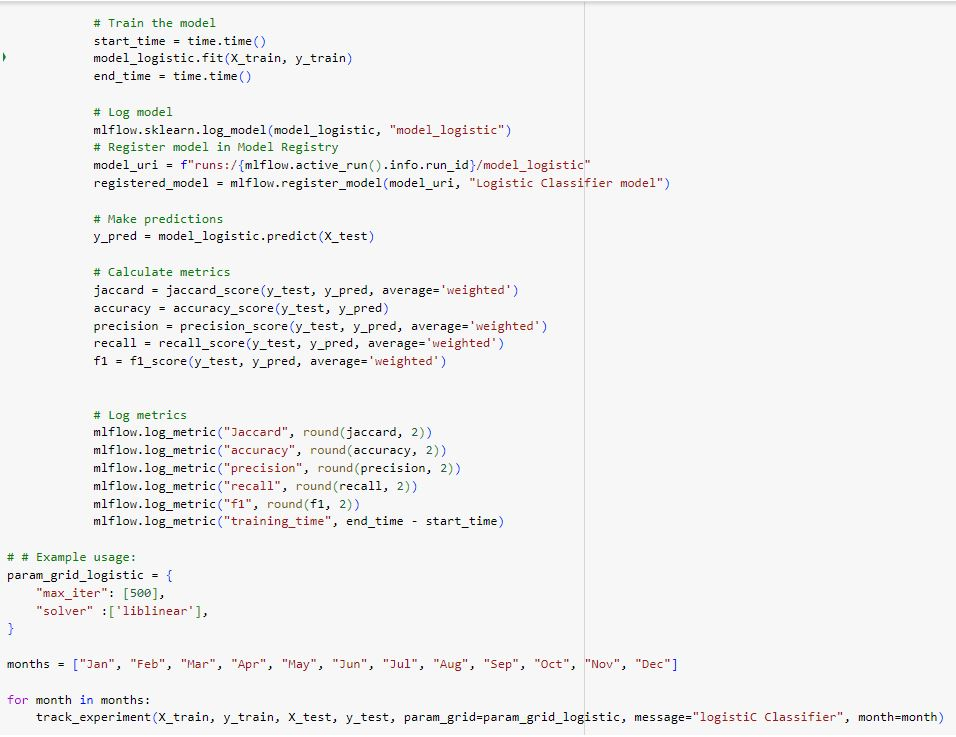 # Train the model
start_time = time.time()
model_logistic.fit(X_train, y_train)
end_time = time.time()
# Log model
mlflow.sklearn.log_model(model_logistic, "model_logistic")
# Register model in Model Registry
model_uri = f"runs:/{mlflow.active_run().info.run_id}/model_logistic"
registered_model = mlflow.register_model(model_uri, "Logistic Classifier model")
# Make predictions
y_pred = model_logistic.predict(X_test)
# Calculate metrics
jaccard = jaccard_score(y_test, y_pred, average='weighted')
accuracy = accuracy_score(y_test, y_pred)
precision = precision_score(y_test, y_pred, average='weighted')
recall = recall_score(y_test, y_pred, average='weighted')
f1 = f1_score(y_test, y_pred, average='weighted')
# Log metrics
mlflow.log_metric("Jaccard", round(jaccard, 2))
mlflow.log_metric("accuracy", round(accuracy, 2))
mlflow.log_metric("precision", round(precision, 2))
mlflow.log_metric("recall", round(recall, 2))
mlflow.log_metric("f1", round(f1, 2))
mlflow.log_metric("training_time", end_time - start_time)
# # Example usage:
param_grid_logistic = {
"max_iter": [500],
"solver" :['liblinear'],
}
months = ["Jan", "Feb", "Mar", "Apr", "May", "Jun", "Jul", "Aug", "Sep", "Oct", "Nov", "Dec"]
for month in months:
track_experiment(X_train, y_train, X_test, y_test, param_grid=param_grid_logistic, message="logistiC Classifier", month=month)